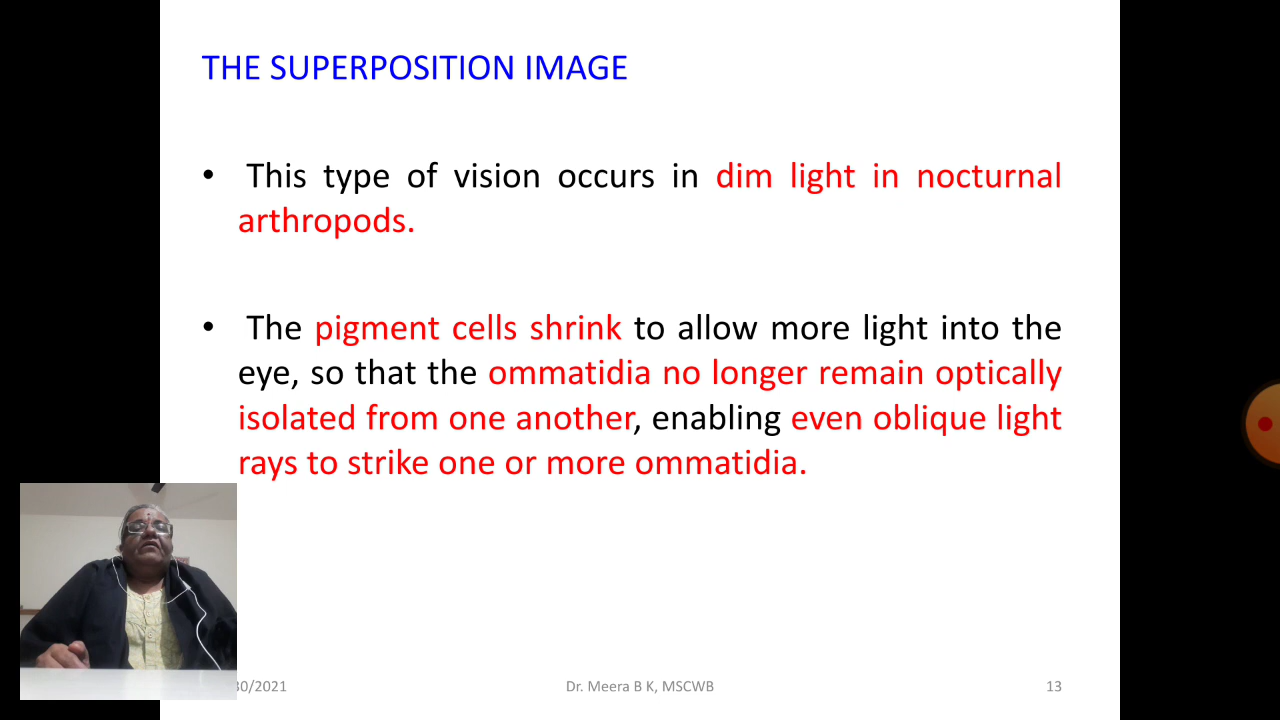 THE SUPERPOSITION IMAGE
• This type of vision occurs in dim light in nocturnal
arthropods.
• The pigment cells shrink to allow more light into the
eye, so that the ommatidia no longer remain optically
isolated from one another, enabling even oblique light
rays to strike one or more ommatidia.
30/2021 Dr. Meera B K, MSCWB 13